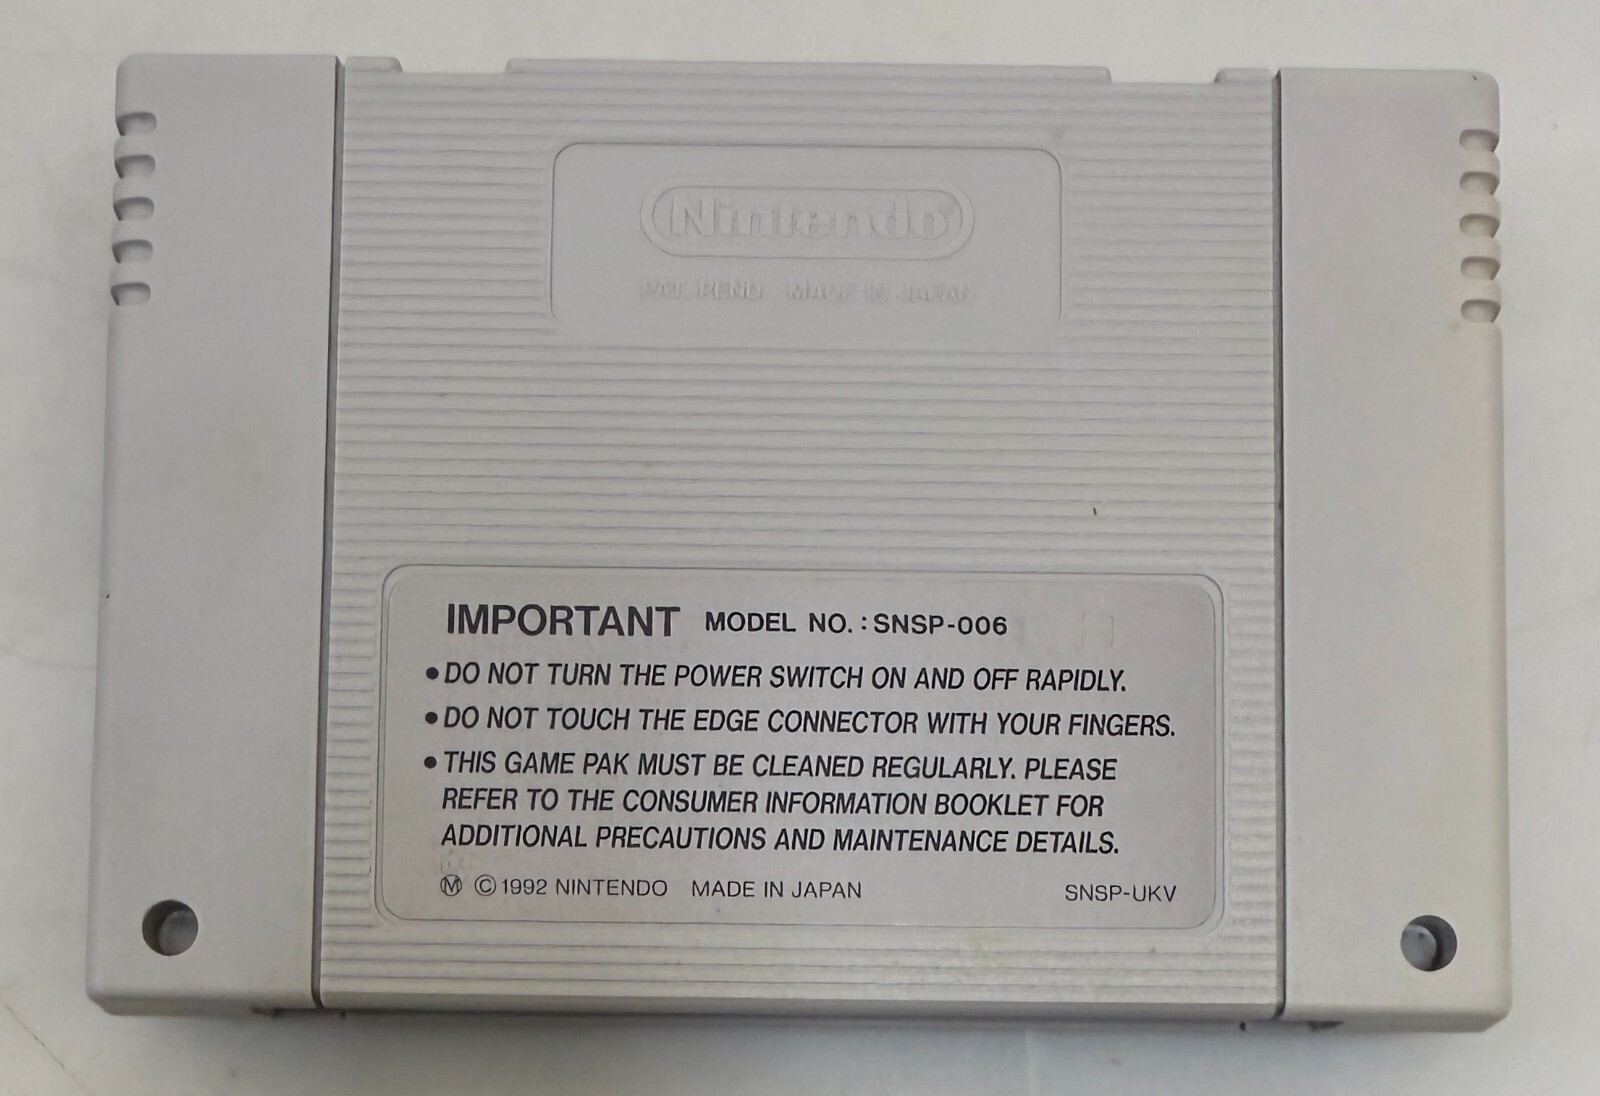 Nintendo
PAT. PEND. MADE IN JAPAN
IMPORTANT MODEL NO. : SNSP-006
•DO NOT TURN THE POWER SWITCH ON AND OFF RAPIDLY.
•DO NOT TOUCH THE EDGE CONNECTOR WITH YOUR FINGERS.
•THIS GAME PAK MUST BE CLEANED REGULARLY. PLEASE
REFER TO THE CONSUMER INFORMATION BOOKLET FOR
ADDITIONAL PRECAUTIONS AND MAINTENANCE DETAILS.
Ⓜ © 1992 NINTENDO MADE IN JAPAN SNSP-UKV